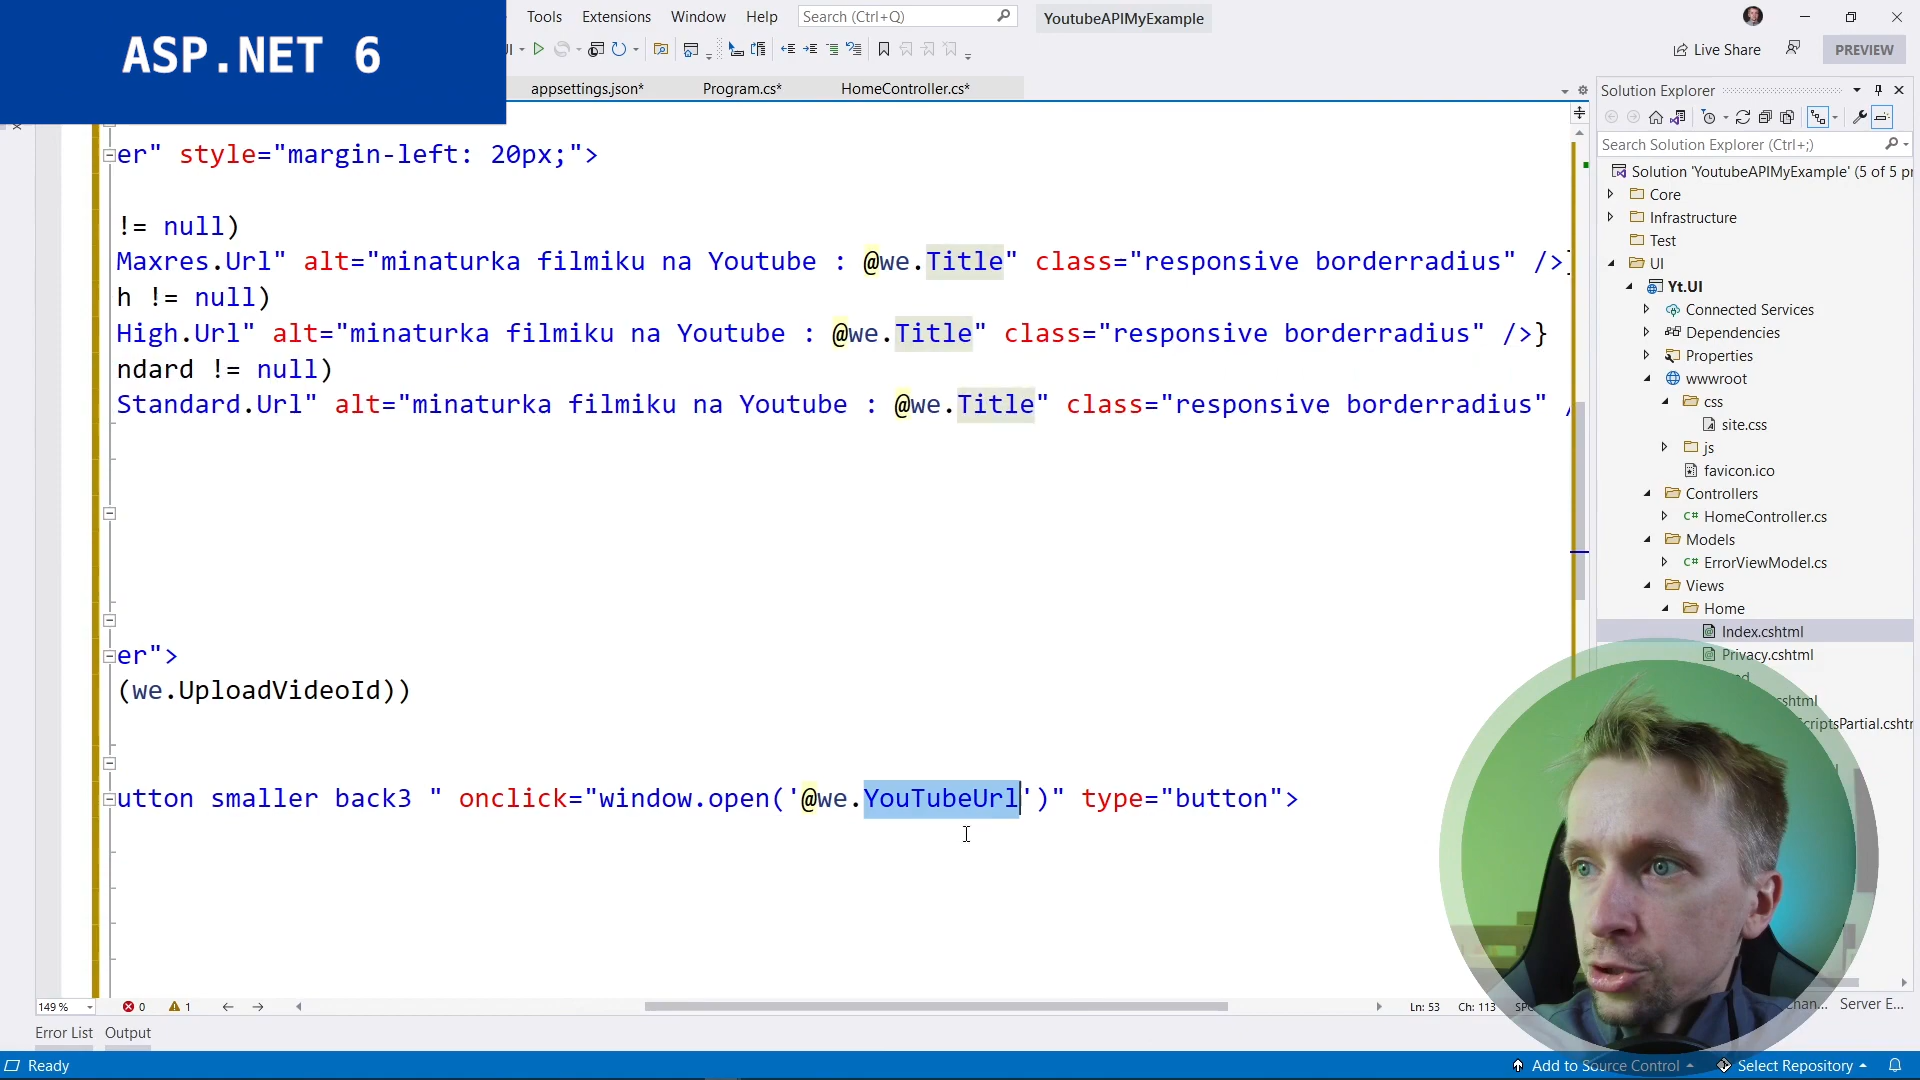 ASP.NET 6
Tools Extensions Window Help Search (Ctrl+Q) YoutubeAPIMyExample
Live Share PREVIEW
appsettings.json* Program.cs* HomeController.cs*
er" style="margin-left: 20px;">
!= null)
Maxres.Url" alt="minaturka filmiku na Youtube : @we.Title" class="responsive borderradius" />}
h != null)
High.Url" alt="minaturka filmiku na Youtube : @we.Title" class="responsive borderradius" />}
ndard != null)
Standard.Url" alt="minaturka filmiku na Youtube : @we.Title" class="responsive borderradius" /
er">
(we.UploadVideoId))
utton smaller back3 " onclick="window.open('@we.YouTubeUrl')" type="button">
149 % 0 1 Ln: 53 Ch: 113 SPC
Error List Output
Ready
Add to Source Control Select Repository
Solution Explorer
Search Solution Explorer (Ctrl+;)
Solution 'YoutubeAPIMyExample' (5 of 5 pr
Core
Infrastructure
Test
UI
Yt.UI
Connected Services
Dependencies
Properties
wwwroot
css
site.css
js
favicon.ico
Controllers
C# HomeController.cs
Models
C# ErrorViewModel.cs
Views
Home
Index.cshtml
Privacy.cshtml
shtml
criptsPartial.cshtm
Server E...